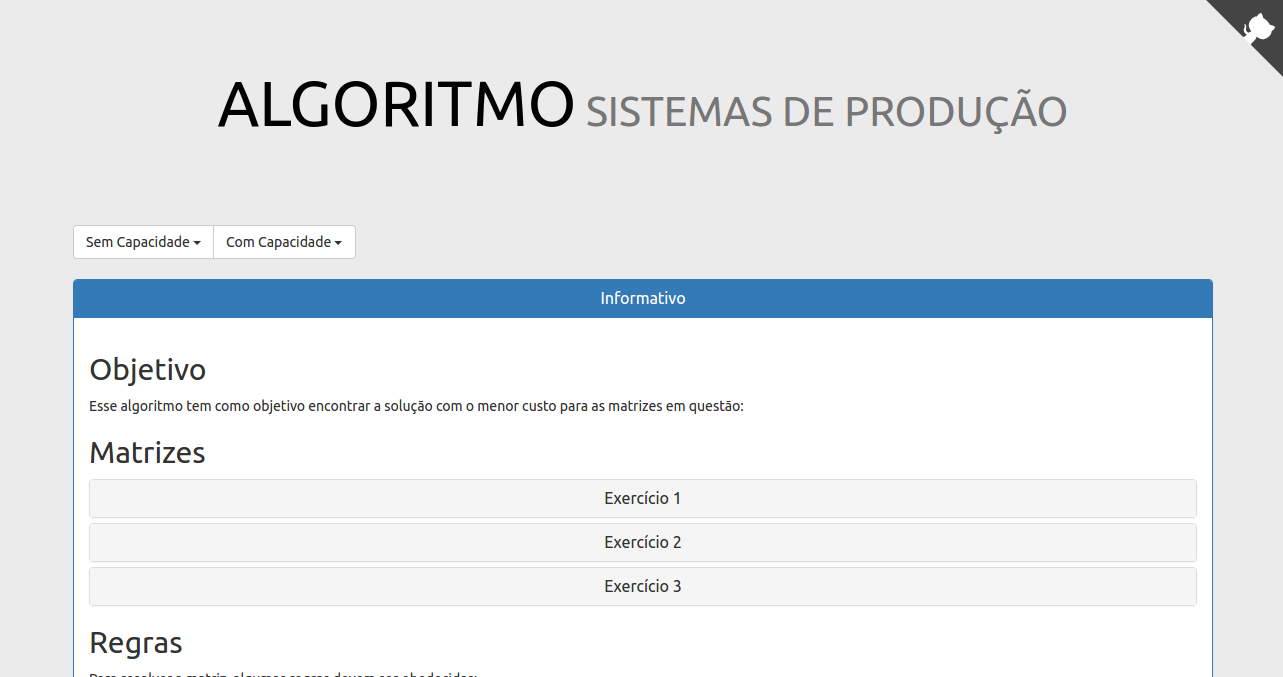 ALGORITMO SISTEMAS DE PRODUÇÃO
Sem Capacidade Com Capacidade
Informativo
Objetivo
Esse algoritmo tem como objetivo encontrar a solução com o menor custo para as matrizes em questão:
Matrizes
Exercício 1
Exercício 2
Exercício 3
Regras